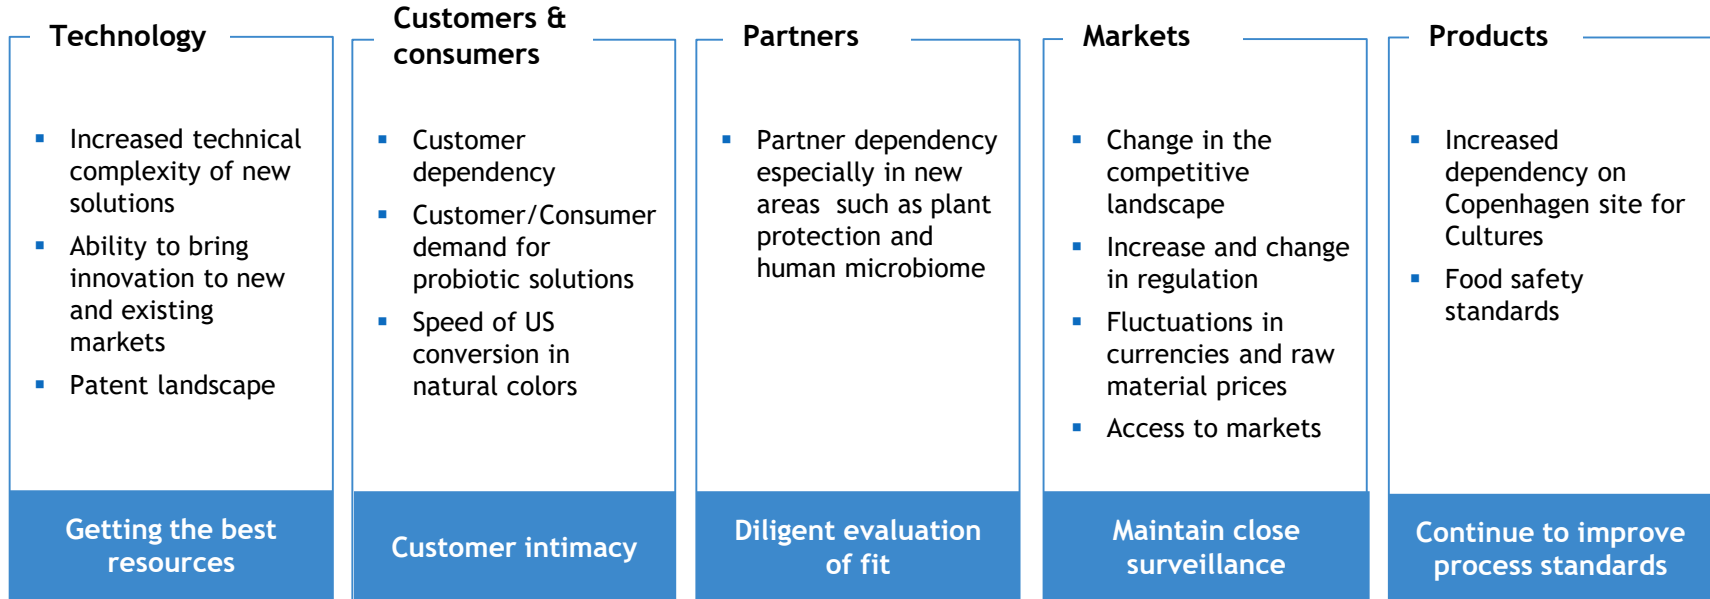 Technology
▪ Increased technical
complexity of new
solutions
▪ Ability to bring
innovation to new
and existing
markets
▪ Patent landscape
Getting the best
resources
Customers &
consumers
▪ Customer
dependency
▪ Customer/Consumer
demand for
probiotic solutions
▪ Speed of US
conversion in
natural colors
Customer intimacy
Partners
▪ Partner dependency
especially in new
areas such as plant
protection and
human microbiome
Diligent evaluation
of fit
Markets
▪ Change in the
competitive
landscape
▪ Increase and change
in regulation
▪ Fluctuations in
currencies and raw
material prices
▪ Access to markets
Maintain close
surveillance
Products
▪ Increased
dependency on
Copenhagen site for
Cultures
▪ Food safety
standards
Continue to improve
process standards